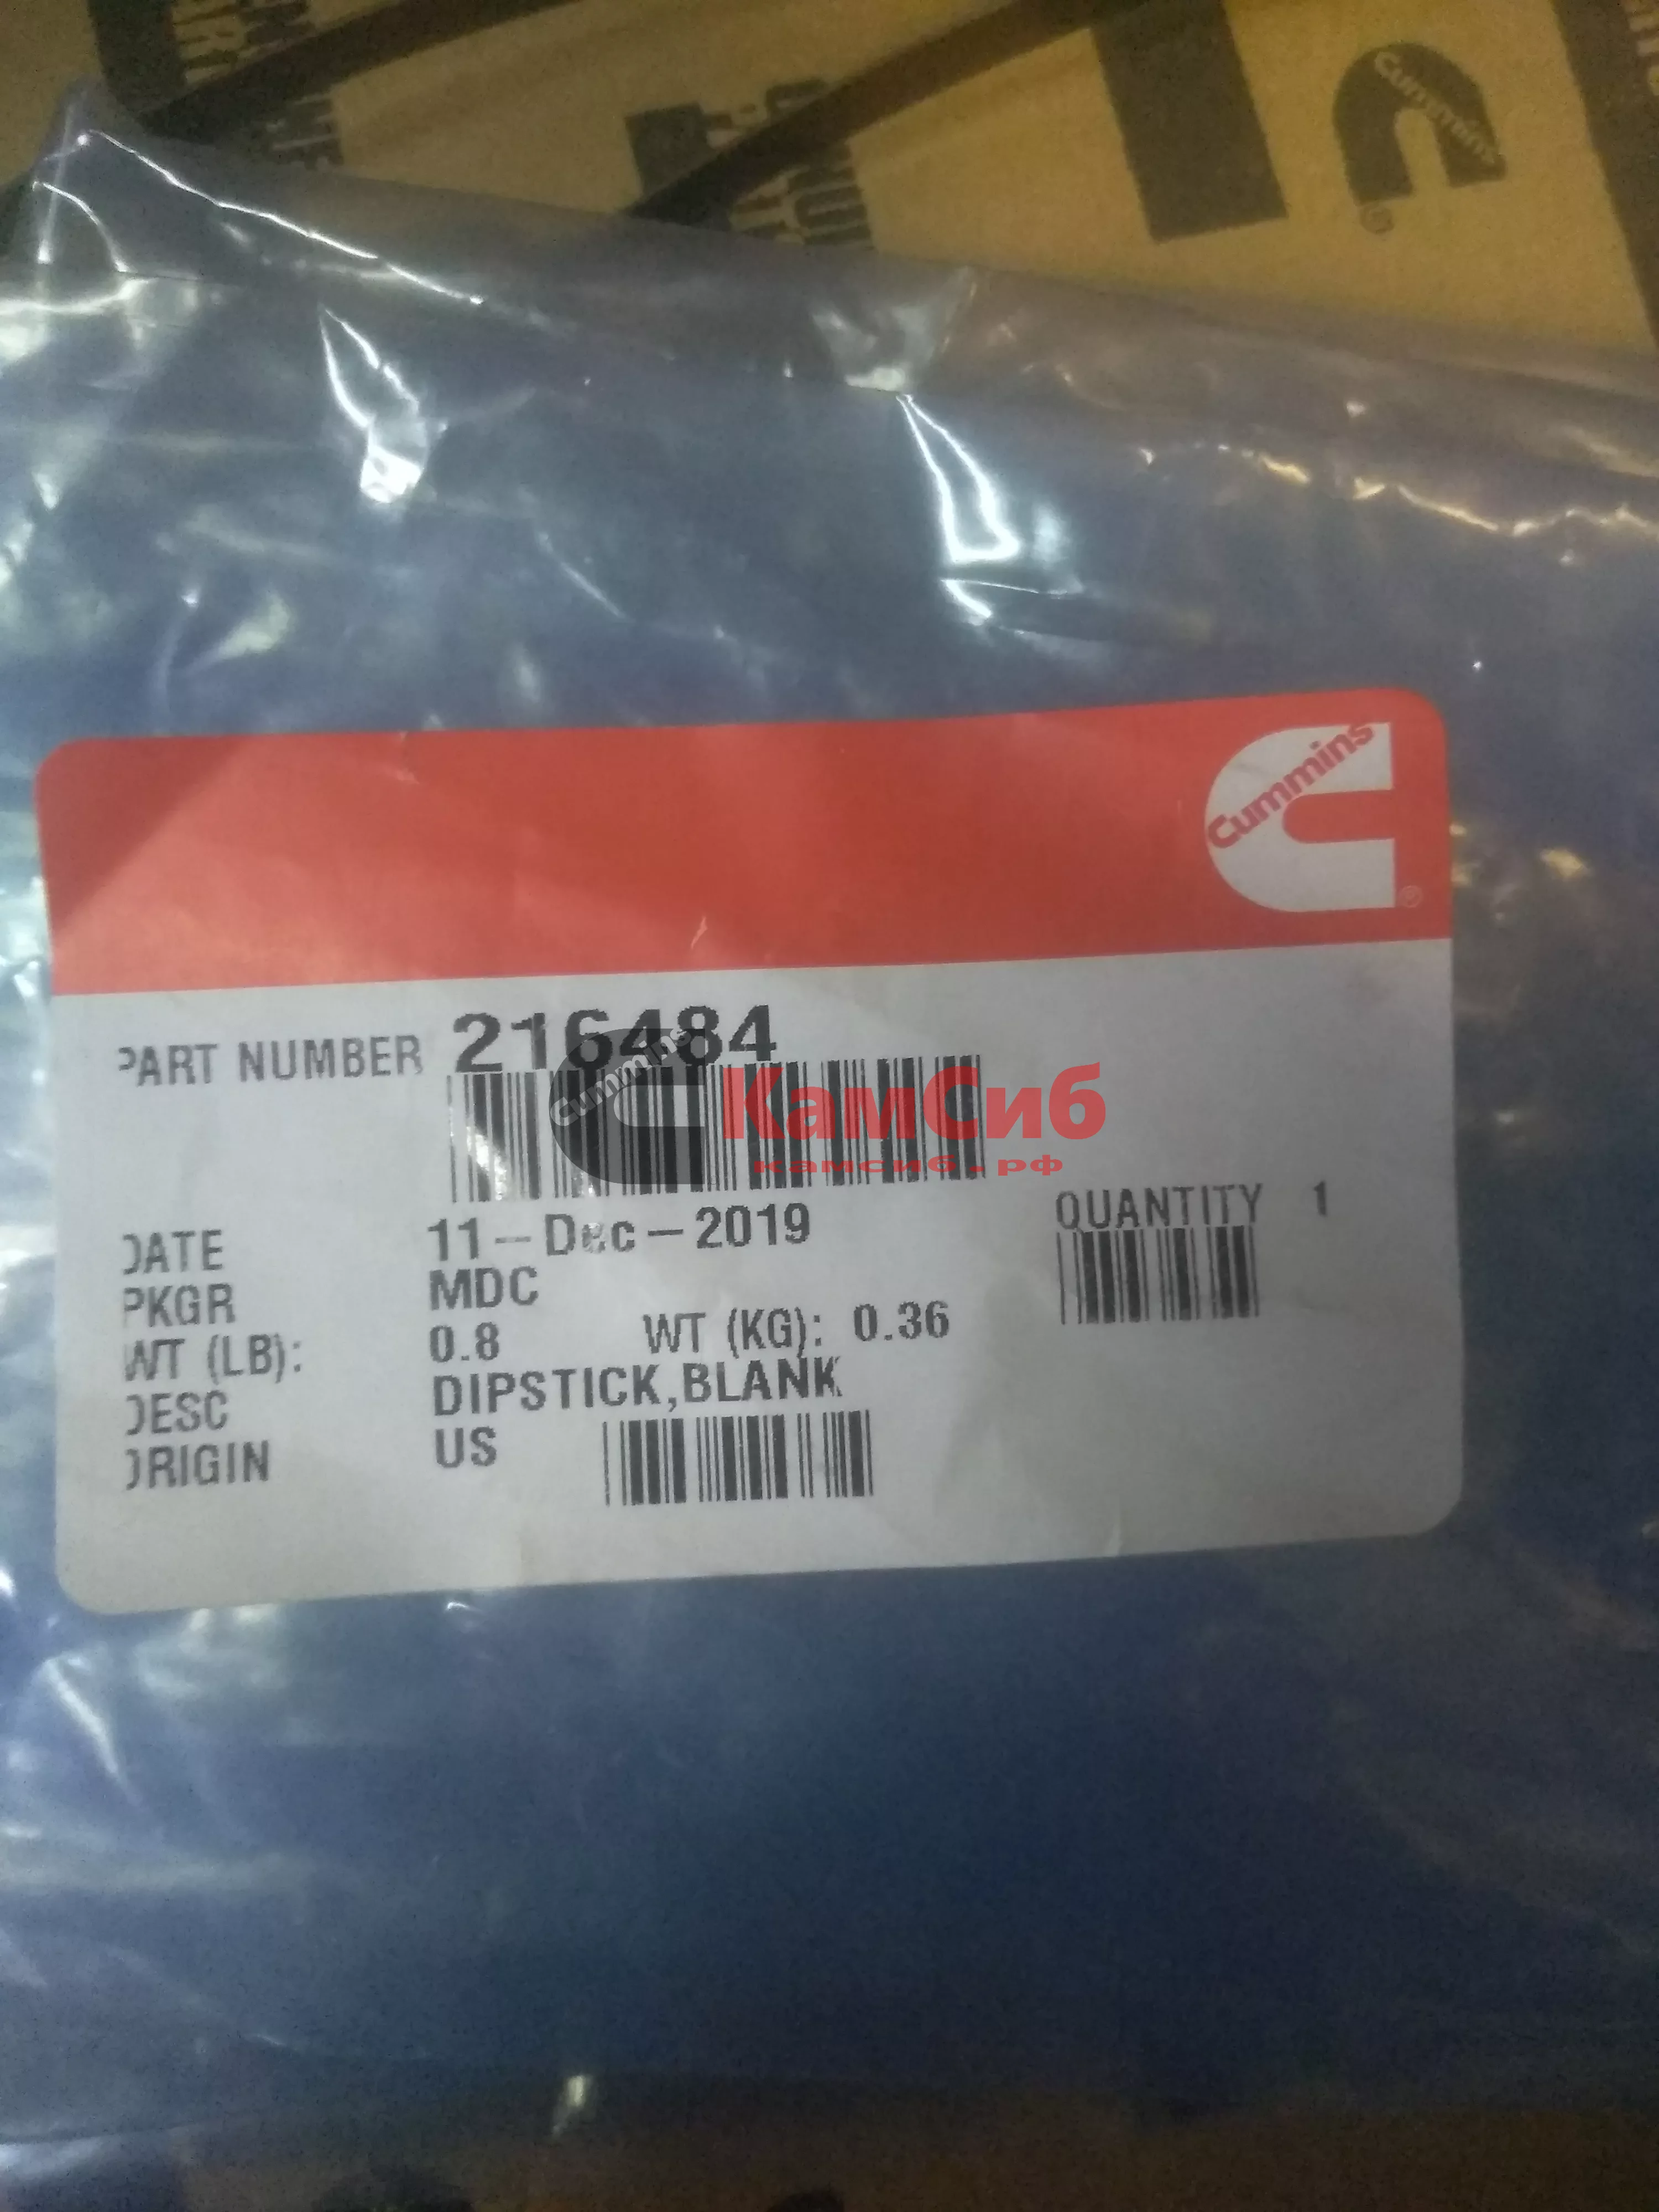 Cummins
Cummins
®
PART NUMBER 216484
Cummins
КамСиб
камсиб.рф
DATE 11-Dec-2019
QUANTITY 1
PKGR MDC
WT (LB): 0.8 WT (KG): 0.36
DESC DIPSTICK,BLANK
ORIGIN US